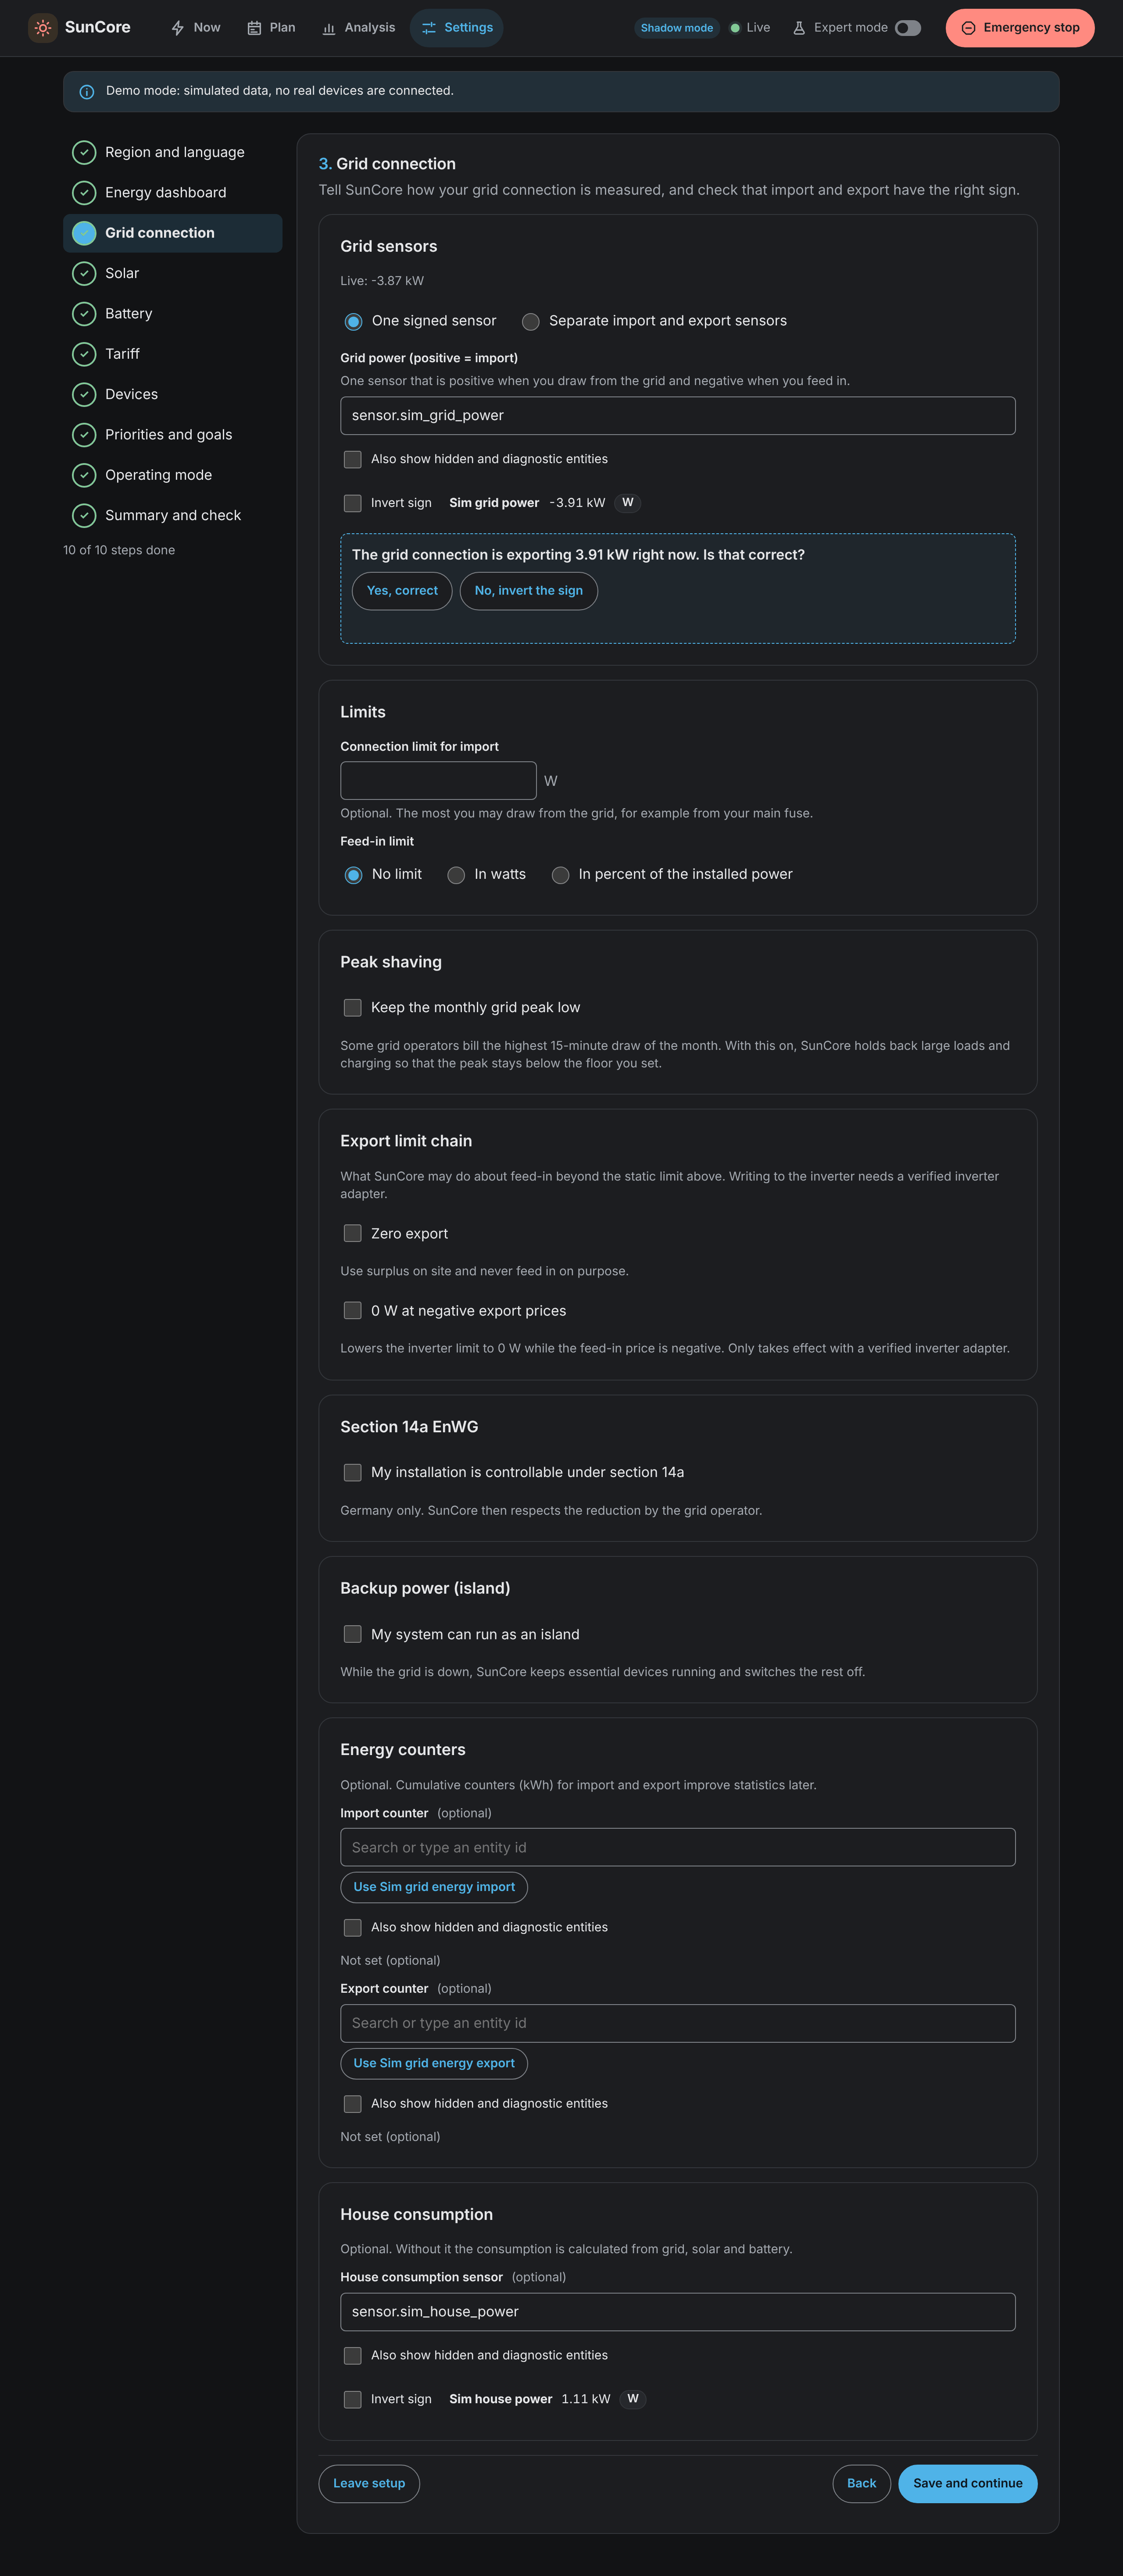 SunCore
Now
Plan
Analysis
Settings
Shadow mode
Live
Expert mode
Emergency stop
Demo mode: simulated data, no real devices are connected.
Region and language
Energy dashboard
Grid connection
Solar
Battery
Tariff
Devices
Priorities and goals
Operating mode
Summary and check
10 of 10 steps done
3. Grid connection
Tell SunCore how your grid connection is measured, and check that import and export have the right sign.
Grid sensors
Live: -3.87 kW
One signed sensor
Separate import and export sensors
Grid power (positive = import)
One sensor that is positive when you draw from the grid and negative when you feed in.
sensor.sim_grid_power
Also show hidden and diagnostic entities
Invert sign Sim grid power -3.91 kW W
The grid connection is exporting 3.91 kW right now. Is that correct?
Yes, correct
No, invert the sign
Limits
Connection limit for import
W
Optional. The most you may draw from the grid, for example from your main fuse.
Feed-in limit
No limit
In watts
In percent of the installed power
Peak shaving
Keep the monthly grid peak low
Some grid operators bill the highest 15-minute draw of the month. With this on, SunCore holds back large loads and
charging so that the peak stays below the floor you set.
Export limit chain
What SunCore may do about feed-in beyond the static limit above. Writing to the inverter needs a verified inverter
adapter.
Zero export
Use surplus on site and never feed in on purpose.
0 W at negative export prices
Lowers the inverter limit to 0 W while the feed-in price is negative. Only takes effect with a verified inverter adapter.
Section 14a EnWG
My installation is controllable under section 14a
Germany only. SunCore then respects the reduction by the grid operator.
Backup power (island)
My system can run as an island
While the grid is down, SunCore keeps essential devices running and switches the rest off.
Energy counters
Optional. Cumulative counters (kWh) for import and export improve statistics later.
Import counter (optional)
Search or type an entity id
Use Sim grid energy import
Also show hidden and diagnostic entities
Not set (optional)
Export counter (optional)
Search or type an entity id
Use Sim grid energy export
Also show hidden and diagnostic entities
Not set (optional)
House consumption
Optional. Without it the consumption is calculated from grid, solar and battery.
House consumption sensor (optional)
sensor.sim_house_power
Also show hidden and diagnostic entities
Invert sign Sim house power 1.11 kW W
Leave setup
Back
Save and continue